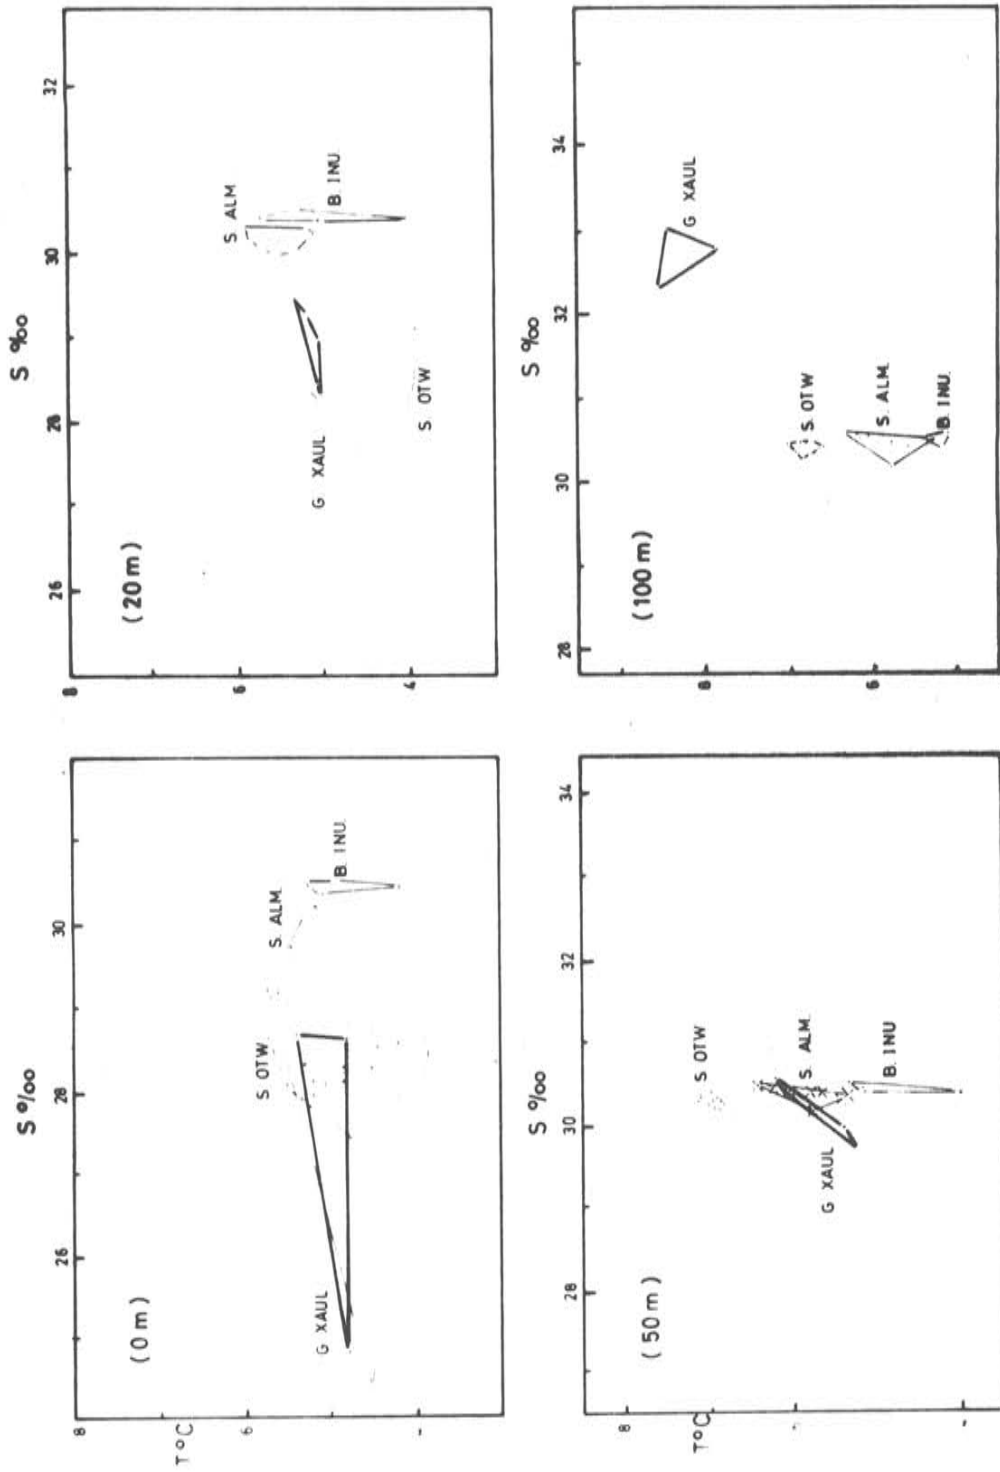 S ‰
26 28 30
T °C
8
6
(0 m)
G XAUL
S. OTW
S. ALM.
B. INU.
S ‰
26 28 30 32
8
6
4
(20 m)
G XAUL
S. OTW
S ALM
B. INU.
S ‰
28 30 32 34
T°C
8
(50 m)
G XAUL
S OTW
S. ALM.
B. INU
S ‰
28 30 32 34
8
6
(100 m)
G XAUL
S. OTW
S. ALM.
B. INU.